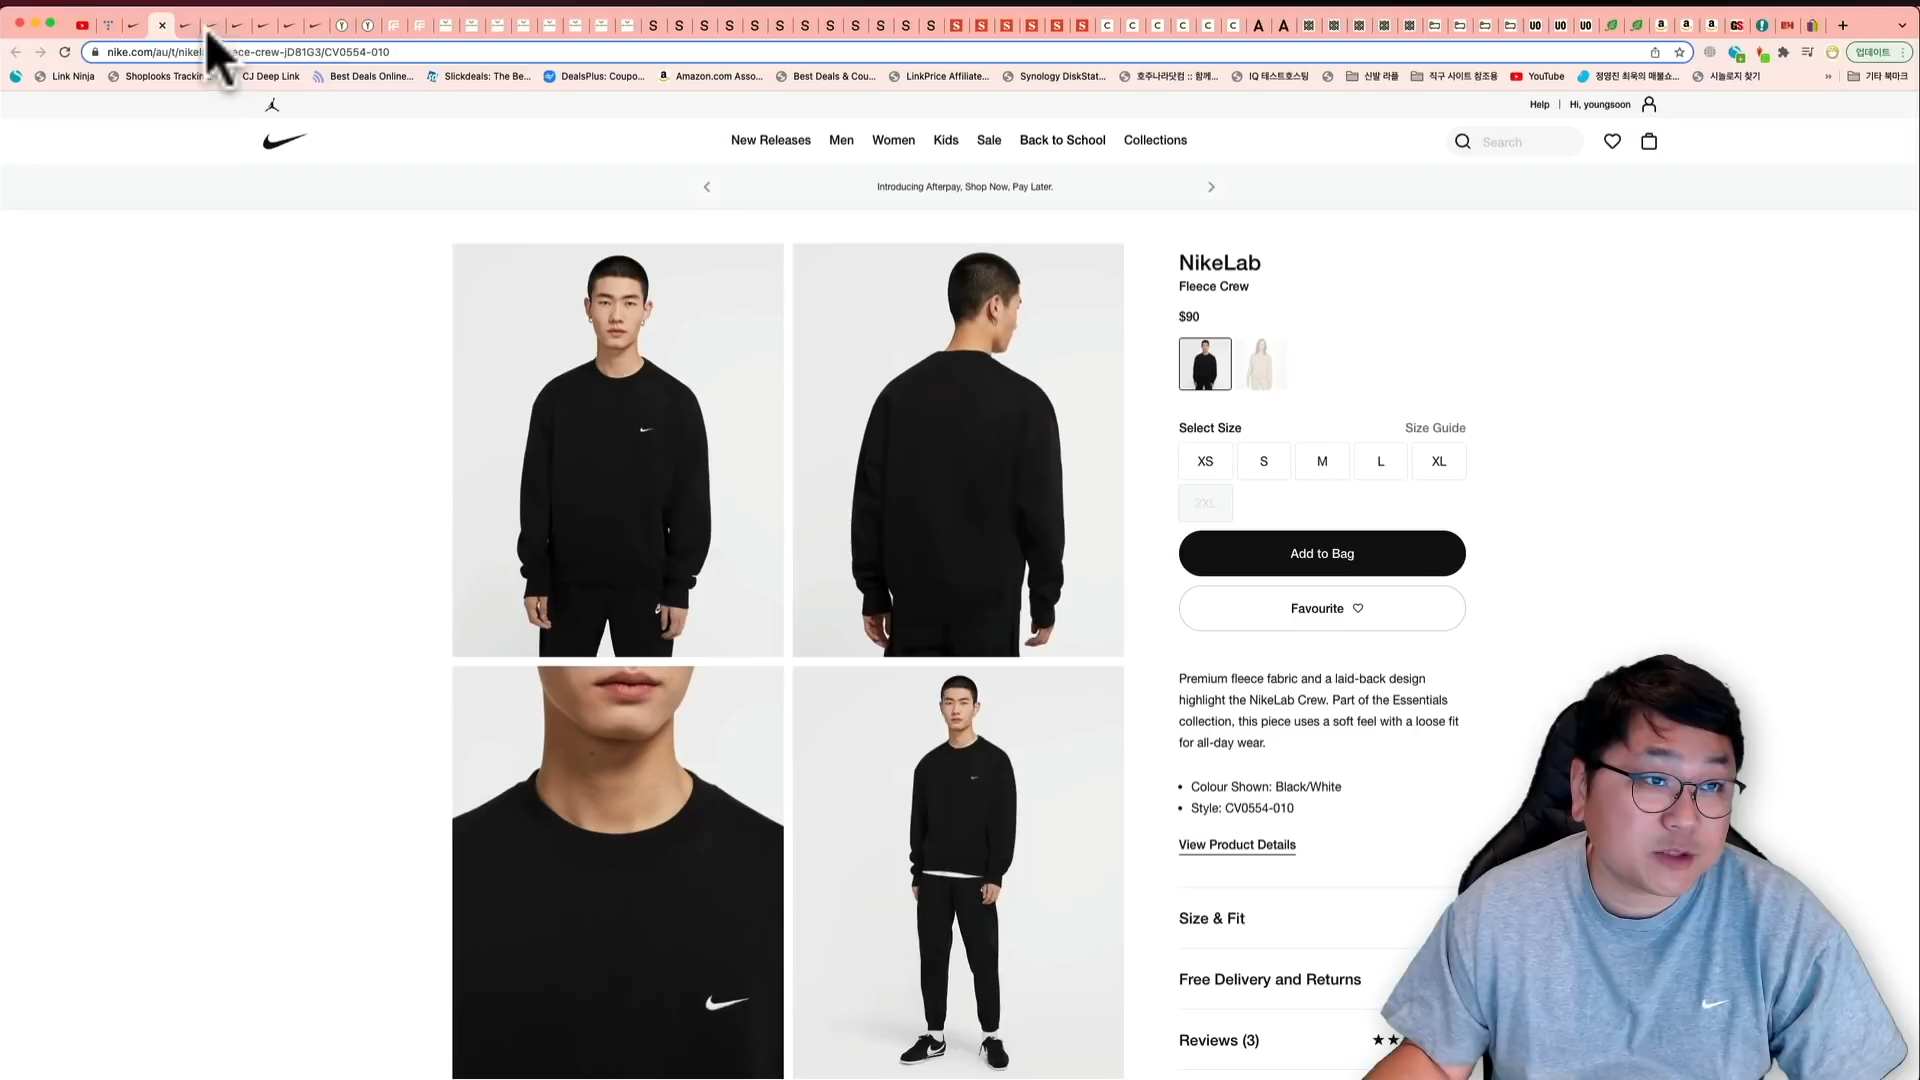 nike.com/au/t/nikel ece-crew-jD81G3/CV0554-010
업데이트
Link Ninja
Shoplooks Trackin
CJ Deep Link
Best Deals Online...
Slickdeals: The Be...
DealsPlus: Coupo...
Amazon.com Asso...
Best Deals & Cou...
LinkPrice Affiliate...
Synology DiskStat...
호주나라닷컴 :: 함께...
IQ 테스트호스팅
신발 라플
직구 사이트 참조용
YouTube
정영진 최욱의 매불쇼...
시놀로지 찾기
»
기타 북마크
Help | Hi, youngsoon
New Releases Men Women Kids Sale Back to School Collections
Search
Introducing Afterpay, Shop Now, Pay Later.
NikeLab
Fleece Crew
$90
Select Size Size Guide
XS S M L XL
2XL
Add to Bag
Favourite
Premium fleece fabric and a laid-back design
highlight the NikeLab Crew. Part of the Essentials
collection, this piece uses a soft feel with a loose fit
for all-day wear.
• Colour Shown: Black/White
• Style: CV0554-010
View Product Details
Size & Fit
Free Delivery and Returns
Reviews (3)